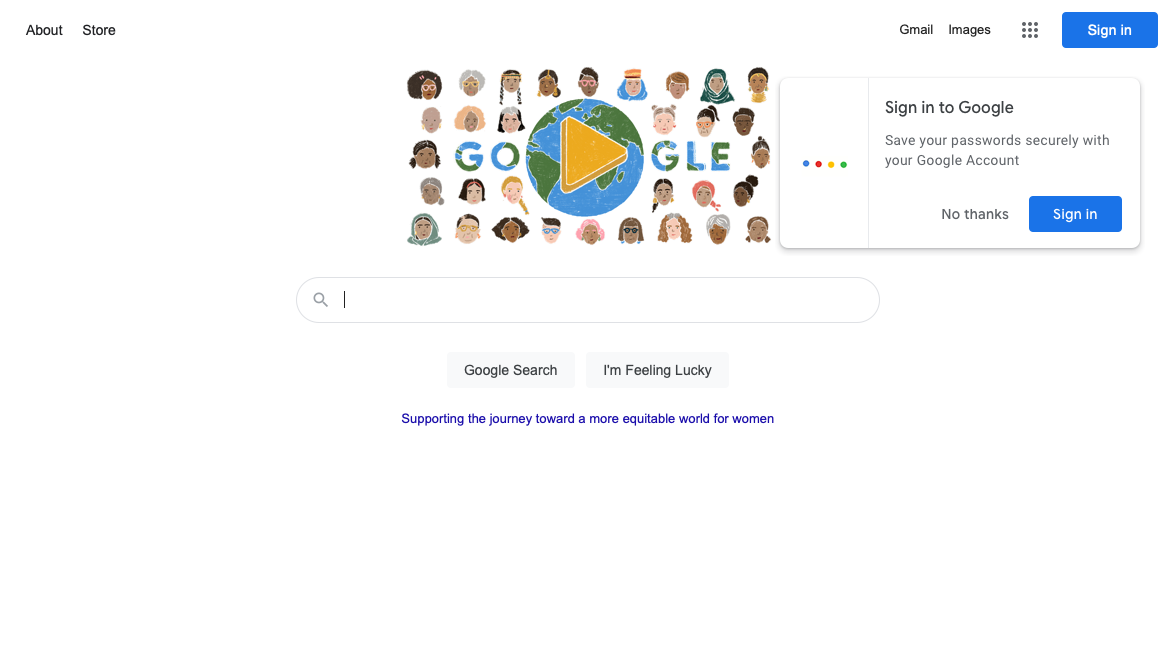 About Store
Gmail Images
Sign in
GO GLE
Sign in to Google
Save your passwords securely with
your Google Account
No thanks
Sign in
Google Search
I'm Feeling Lucky
Supporting the journey toward a more equitable world for women